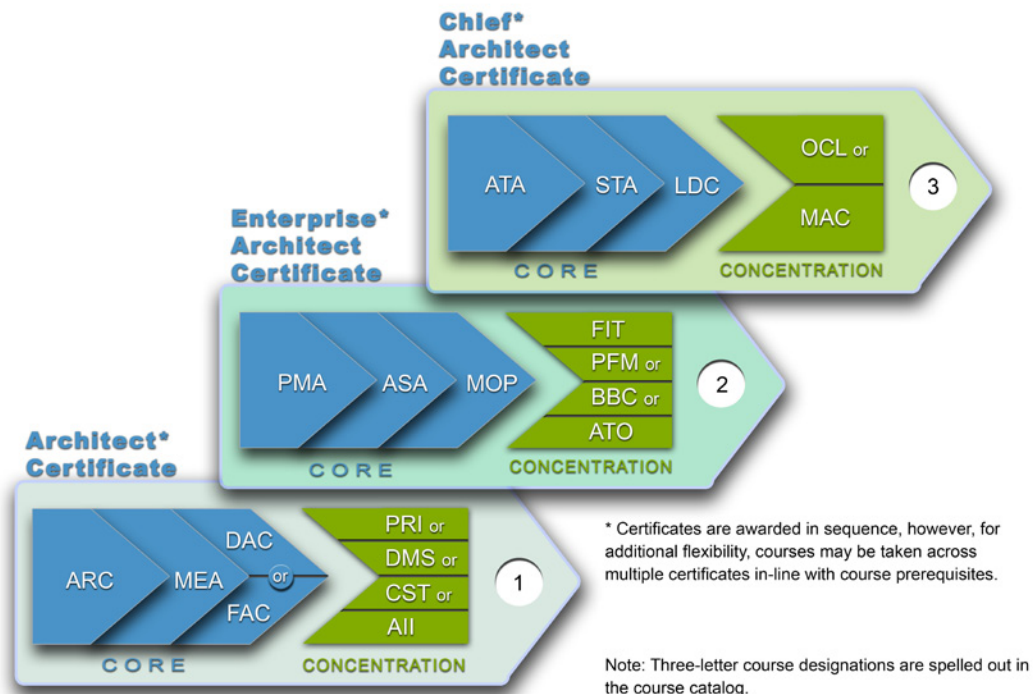 Chief*
Architect
Certificate
ATA
STA
LDC
OCL or
MAC
3
CORE
CONCENTRATION
Enterprise*
Architect
Certificate
PMA
ASA
MOP
FIT
PFM or
BBC or
ATO
2
CORE
CONCENTRATION
Architect*
Certificate
ARC
MEA
DAC
or
FAC
PRI or
DMS or
CST or
AII
1
CORE
CONCENTRATION
* Certificates are awarded in sequence, however, for
additional flexibility, courses may be taken across
multiple certificates in-line with course prerequisites.
Note: Three-letter course designations are spelled out in
the course catalog.